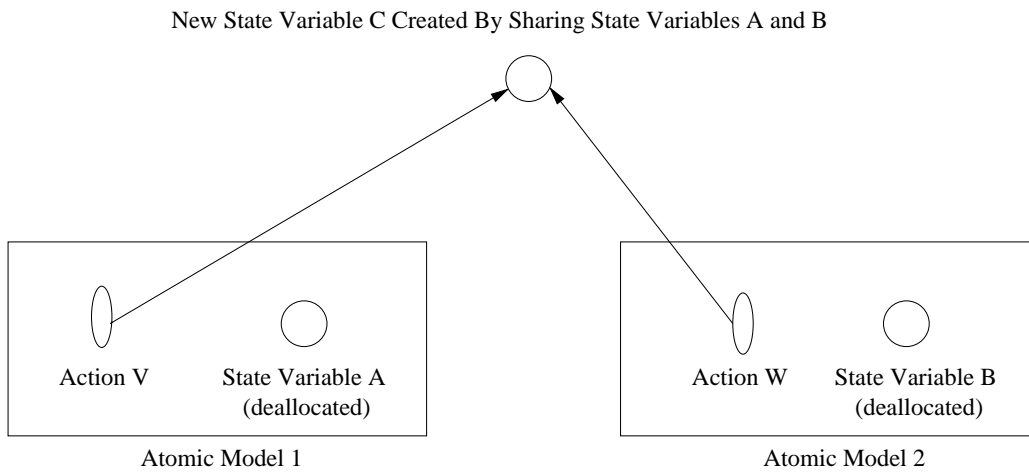 New State Variable C Created By Sharing State Variables A and B
Action V
State Variable A
(deallocated)
Atomic Model 1
Action W
State Variable B
(deallocated)
Atomic Model 2